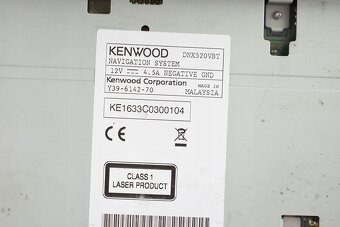 KENWOOD DNX520VBT
NAVIGATION SYSTEM
12V ⎓ 4.5A NEGATIVE GND
Kenwood Corporation MADE IN
Y39-6142-70 MALAYSIA
KE1633C0300104
CE
CLASS 1
LASER PRODUCT